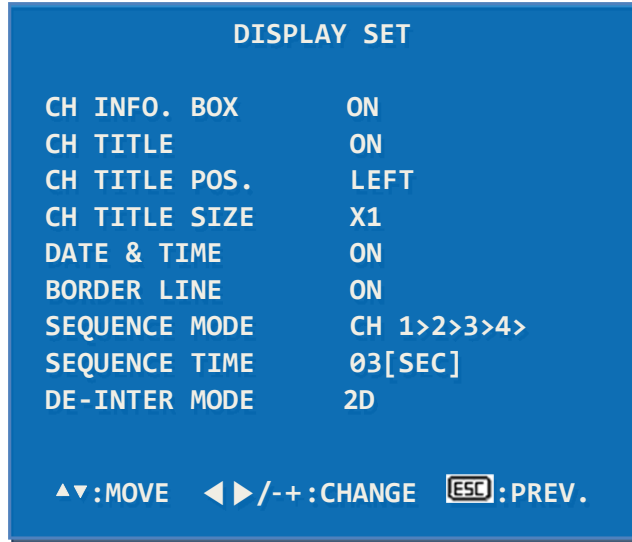 DISPLAY SET
CH INFO. BOX ON
CH TITLE ON
CH TITLE POS. LEFT
CH TITLE SIZE X1
DATE & TIME ON
BORDER LINE ON
SEQUENCE MODE CH 1>2>3>4>
SEQUENCE TIME 03[SEC]
DE-INTER MODE 2D
▲▼:MOVE ◀▶/-+:CHANGE ESC:PREV.